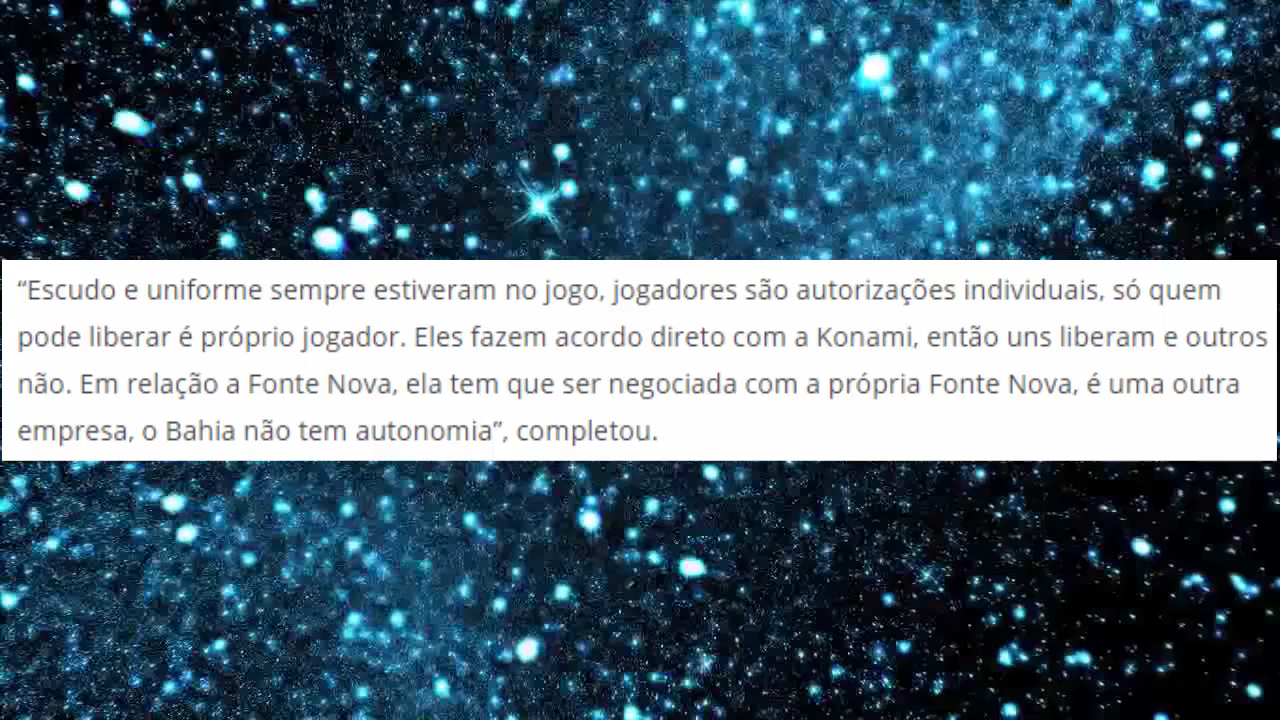 “Escudo e uniforme sempre estiveram no jogo, jogadores são autorizações individuais, só quem
pode liberar é próprio jogador. Eles fazem acordo direto com a Konami, então uns liberam e outros
não. Em relação a Fonte Nova, ela tem que ser negociada com a própria Fonte Nova, é uma outra
empresa, o Bahia não tem autonomia”, completou.